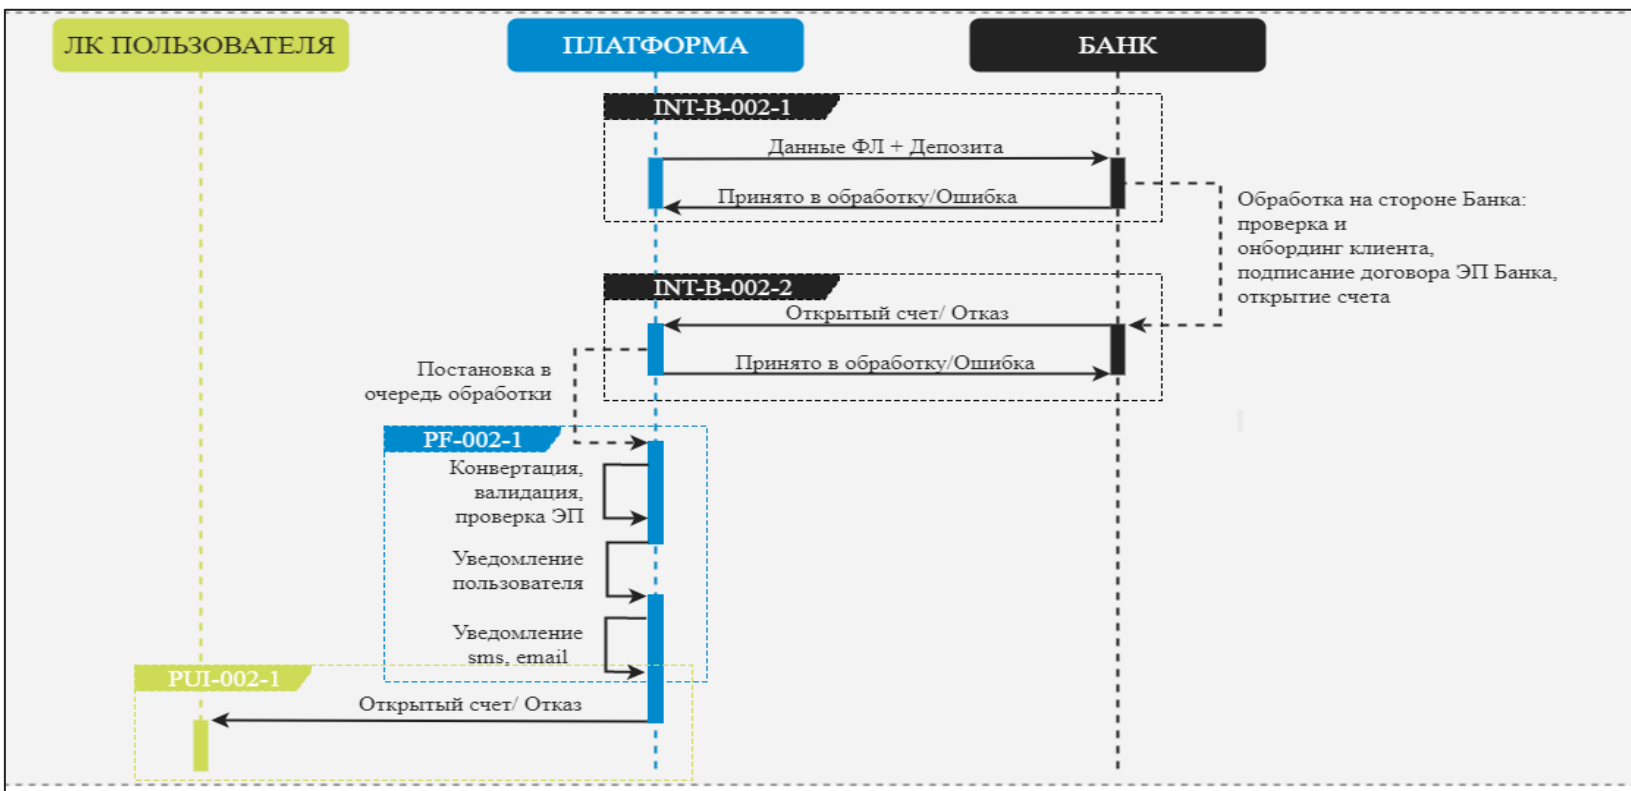 ЛК ПОЛЬЗОВАТЕЛЯ
ПЛАТФОРМА
БАНК
INT-B-002-1
Данные ФЛ + Депозита
Принято в обработку/Ошибка
Обработка на стороне Банка:
проверка и
онбординг клиента,
подписание договора ЭП Банка,
открытие счета
INT-B-002-2
Открытый счет/ Отказ
Принято в обработку/Ошибка
Постановка в
очередь обработки
PF-002-1
Конвертация,
валидация,
проверка ЭП
Уведомление
пользователя
Уведомление
sms, email
PUI-002-1
Открытый счет/ Отказ